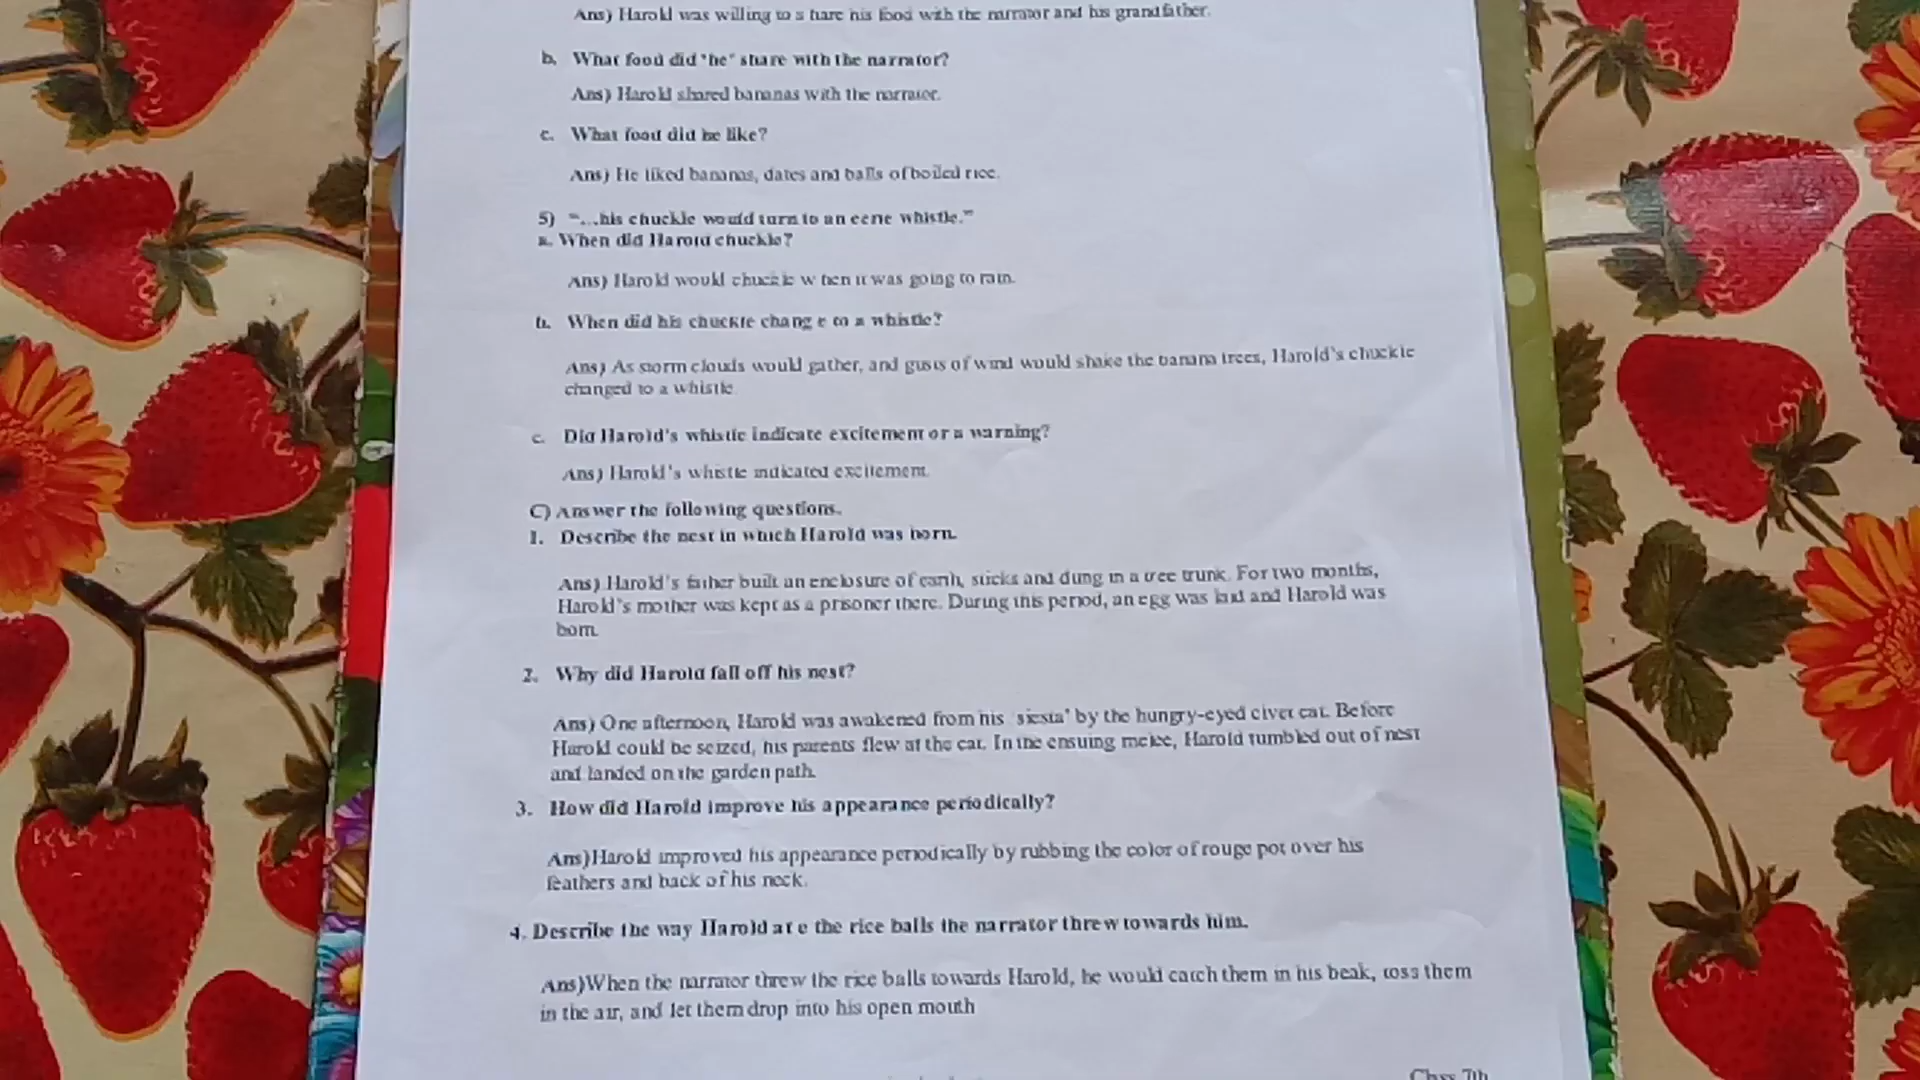 Ans) Harold was willing to share his food with the narrator and his grandfather.
b. What food did "he" share with the narrator?
Ans) Harold shared bananas with the narrator.
c. What food did he like?
Ans) He liked bananas, dates and balls of boiled rice.
5) "...his chuckle would turn to an eerie whistle."
a. When did Harold chuckle?
Ans) Harold would chuckle when it was going to rain.
b. When did his chuckle change to a whistle?
Ans) As storm clouds would gather, and gusts of wind would shake the banana trees, Harold's chuckle
changed to a whistle.
c. Did Harold's whistle indicate excitement or a warning?
Ans) Harold's whistle indicated excitement.
C) Answer the following questions.
1. Describe the nest in which Harold was born.
Ans) Harold's father built an enclosure of earth, sticks and dung in a tree trunk. For two months,
Harold's mother was kept as a prisoner there. During this period, an egg was laid and Harold was
born.
2. Why did Harold fall off his nest?
Ans) One afternoon, Harold was awakened from his 'siesta' by the hungry-eyed civet cat. Before
Harold could be seized, his parents flew at the cat. In the ensuing melee, Harold tumbled out of nest
and landed on the garden path.
3. How did Harold improve his appearance periodically?
Ans)Harold improved his appearance periodically by rubbing the color of rouge pot over his
feathers and back of his neck.
4. Describe the way Harold ate the rice balls the narrator threw towards him.
Ans)When the narrator threw the rice balls towards Harold, he would catch them in his beak, toss them
in the air, and let them drop into his open mouth
Class 7th